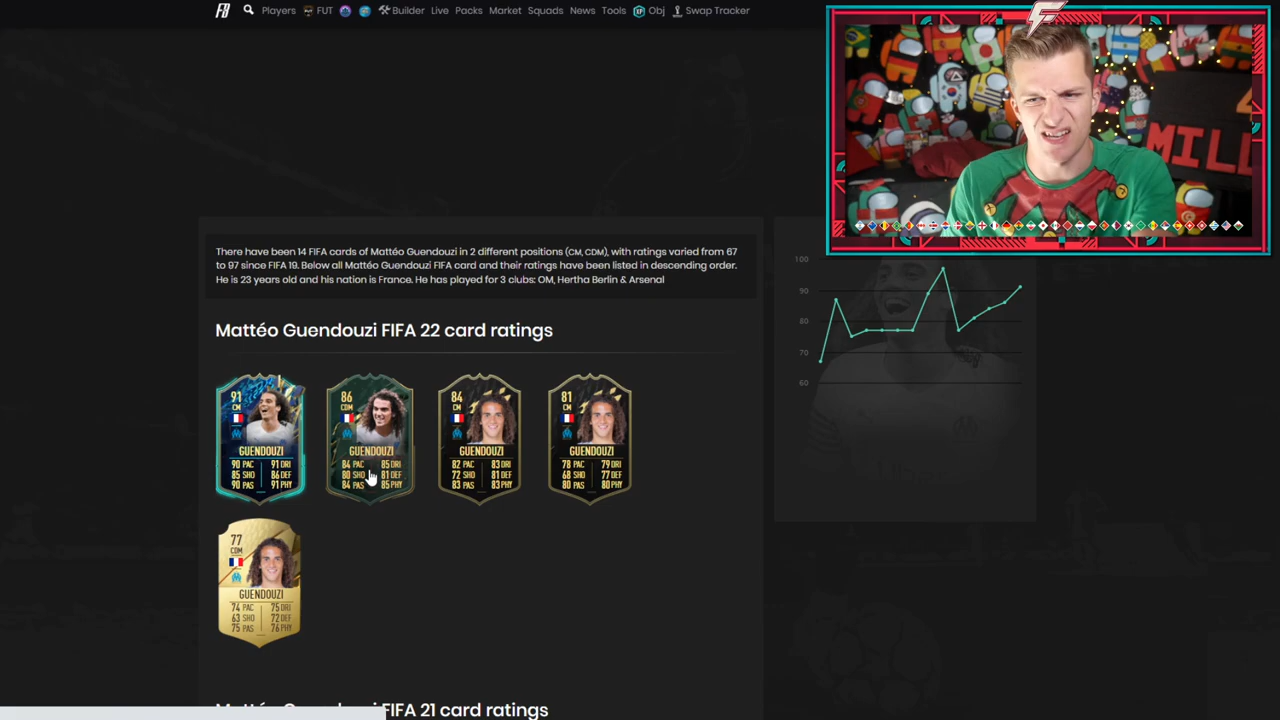 FB Players FUT Builder Live Packs Market Squads News Tools Obj Swap Tracker
MILL
There have been 14 FIFA cards of Mattéo Guendouzi in 2 different positions (CM, CDM), with ratings varied from 67
to 97 since FIFA 19. Below all Mattéo Guendouzi FIFA card and their ratings have been listed in descending order.
He is 23 years old and his nation is France. He has played for 3 clubs: OM, Hertha Berlin & Arsenal
100
90
80
70
60
Mattéo Guendouzi FIFA 22 card ratings
91
CM
GUENDOUZI
90 PAC 91 DRI
85 SHO 86 DEF
90 PAS 91 PHY
86
CDM
GUENDOUZI
84 PAC 85 DRI
80 SHO 81 DEF
84 PAS 85 PHY
84
CM
GUENDOUZI
82 PAC 83 DRI
72 SHO 81 DEF
83 PAS 83 PHY
81
CM
GUENDOUZI
78 PAC 79 DRI
68 SHO 77 DEF
80 PAS 80 PHY
77
CDM
GUENDOUZI
74 PAC 75 DRI
63 SHO 72 DEF
75 PAS 76 PHY
Mattéo Guendouzi FIFA 21 card ratings